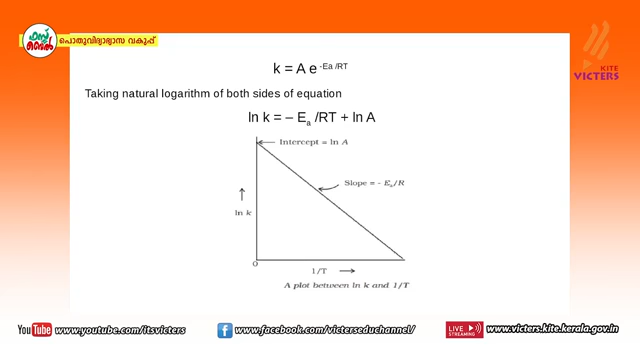 ഫസ്റ്റ് ബെൽ
പൊതുവിദ്യാഭ്യാസ വകുപ്പ്
KITE
VICTERS
k = A e -Ea /RT
Taking natural logarithm of both sides of equation
ln k = – Ea /RT + ln A
Intercept = ln A
Slope = – Ea/R
ln k
O
1/T
A plot between ln k and 1/T
YouTube www.youtube.com/itsvicters
f www.facebook.com/victerseduchannel/
LIVE STREAMING www.victers.kite.kerala.gov.in